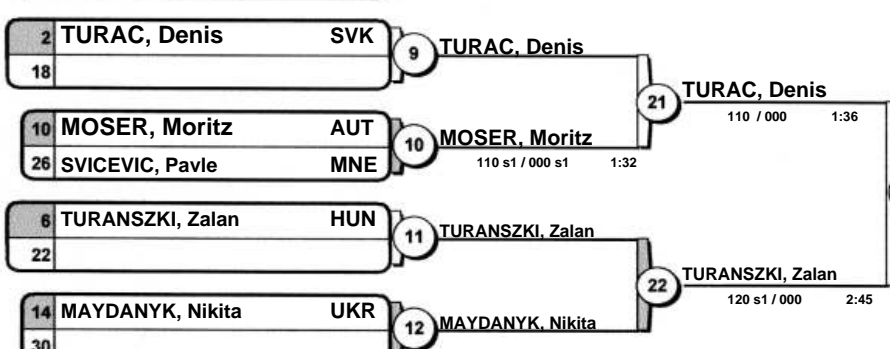 2 TURAC, Denis SVK
18
9
TURAC, Denis
10 MOSER, Moritz AUT
26 SVICEVIC, Pavle MNE
10
MOSER, Moritz
110 s1 / 000 s1 1:32
21
TURAC, Denis
110 / 000 1:36
6 TURANSZKI, Zalan HUN
22
11
TURANSZKI, Zalan
14 MAYDANYK, Nikita UKR
30
12
MAYDANYK, Nikita
22
TURANSZKI, Zalan
120 s1 / 000 2:45